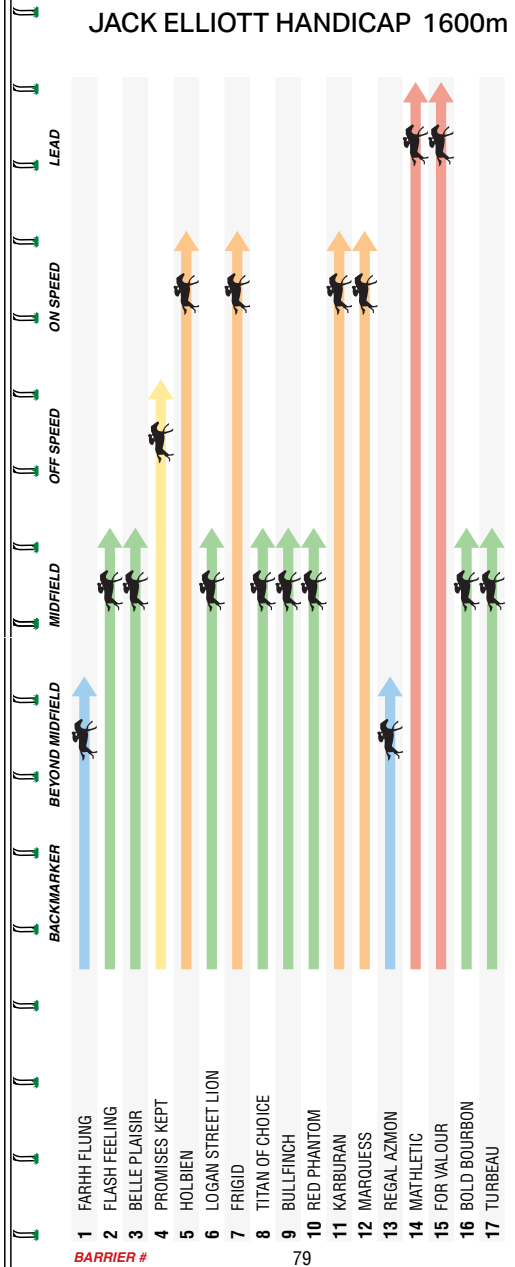 JACK ELLIOTT HANDICAP 1600m
LEAD
ON SPEED
OFF SPEED
MIDFIELD
BEYOND MIDFIELD
BACKMARKER
1 FARHH FLUNG
2 FLASH FEELING
3 BELLE PLAISIR
4 PROMISES KEPT
5 HOLBIEN
6 LOGAN STREET LION
7 FRIGID
8 TITAN OF CHOICE
9 BULLFINCH
10 RED PHANTOM
11 KARBURAN
12 MARQUESS
13 REGAL AZMON
14 MATHLETIC
15 FOR VALOUR
16 BOLD BOURBON
17 TURBEAU
BARRIER #
79